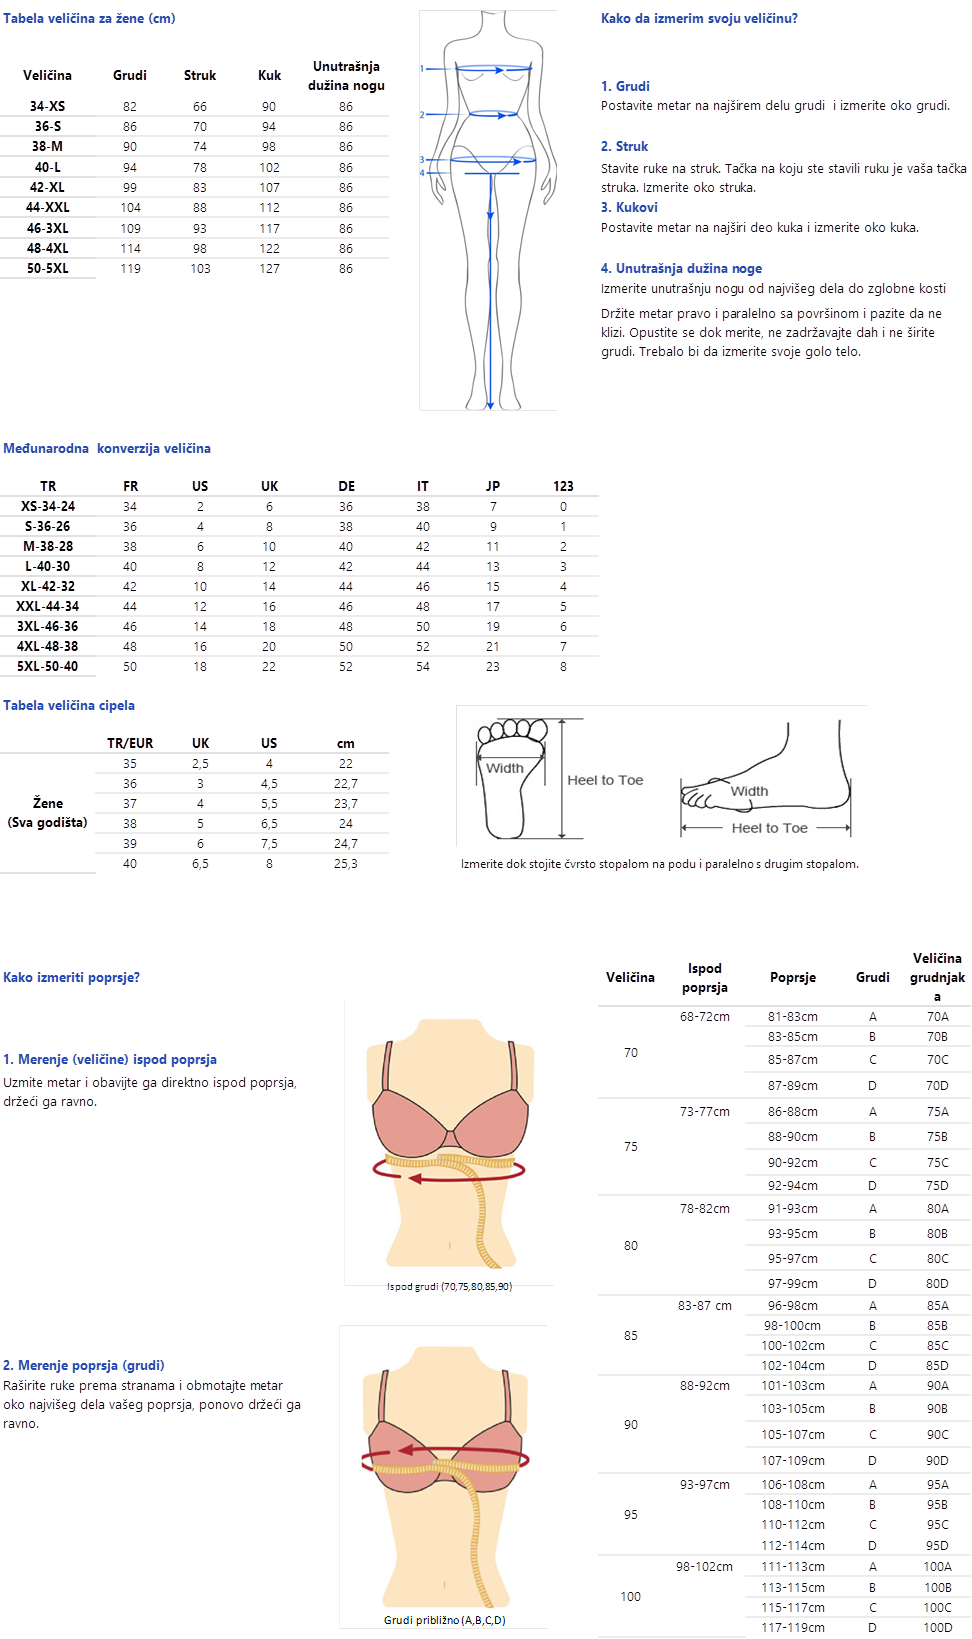 Tabela veličina za žene (cm)
Veličina Grudi Struk Kuk Unutrašnja dužina nogu
34-XS 82 66 90 86
36-S 86 70 94 86
38-M 90 74 98 86
40-L 94 78 102 86
42-XL 99 83 107 86
44-XXL 104 88 112 86
46-3XL 109 93 117 86
48-4XL 114 98 122 86
50-5XL 119 103 127 86
1
2
3
4
Kako da izmerim svoju veličinu?
1. Grudi
Postavite metar na najširem delu grudi i izmerite oko grudi.
2. Struk
Stavite ruke na struk. Tačka na koju ste stavili ruku je vaša tačka
struka. Izmerite oko struka.
3. Kukovi
Postavite metar na najširi deo kuka i izmerite oko kuka.
4. Unutrašnja dužina noge
Izmerite unutrašnju nogu od najvišeg dela do zglobne kosti
Držite metar pravo i paralelno sa površinom i pazite da ne
klizi. Opustite se dok merite, ne zadržavajte dah i ne širite
grudi. Trebalo bi da izmerite svoje golo telo.
Međunarodna konverzija veličina
TR FR US UK DE IT JP 123
XS-34-24 34 2 6 36 38 7 0
S-36-26 36 4 8 38 40 9 1
M-38-28 38 6 10 40 42 11 2
L-40-30 40 8 12 42 44 13 3
XL-42-32 42 10 14 44 46 15 4
XXL-44-34 44 12 16 46 48 17 5
3XL-46-36 46 14 18 48 50 19 6
4XL-48-38 48 16 20 50 52 21 7
5XL-50-40 50 18 22 52 54 23 8
Tabela veličina cipela
TR/EUR UK US cm
Žene
(Sva godišta)
35 2,5 4 22
36 3 4,5 22,7
37 4 5,5 23,7
38 5 6,5 24
39 6 7,5 24,7
40 6,5 8 25,3
Width
Heel to Toe
Width
Heel to Toe
Izmerite dok stojite čvrsto stopalom na podu i paralelno s drugim stopalom.
Kako izmeriti poprsje?
1. Merenje (veličine) ispod poprsja
Uzmite metar i obavijte ga direktno ispod poprsja,
držeći ga ravno.
Ispod grudi (70,75,80,85,90)
2. Merenje poprsja (grudi)
Raširite ruke prema stranama i obmotajte metar
oko najvišeg dela vašeg poprsja, ponovo držeći ga
ravno.
Grudi približno (A,B,C,D)
Veličina Ispod poprsja Poprsje Grudi Veličina grudnjaka
70 68-72cm 81-83cm A 70A
83-85cm B 70B
85-87cm C 70C
87-89cm D 70D
75 73-77cm 86-88cm A 75A
88-90cm B 75B
90-92cm C 75C
92-94cm D 75D
80 78-82cm 91-93cm A 80A
93-95cm B 80B
95-97cm C 80C
97-99cm D 80D
85 83-87 cm 96-98cm A 85A
98-100cm B 85B
100-102cm C 85C
102-104cm D 85D
90 88-92cm 101-103cm A 90A
103-105cm B 90B
105-107cm C 90C
107-109cm D 90D
95 93-97cm 106-108cm A 95A
108-110cm B 95B
110-112cm C 95C
112-114cm D 95D
100 98-102cm 111-113cm A 100A
113-115cm B 100B
115-117cm C 100C
117-119cm D 100D